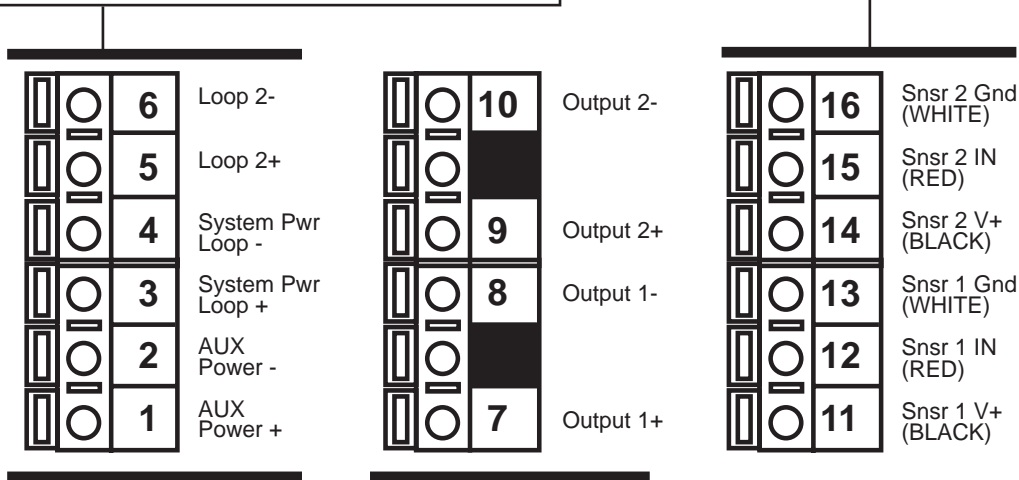 6 Loop 2-
5 Loop 2+
4 System Pwr
Loop -
3 System Pwr
Loop +
2 AUX
Power -
1 AUX
Power +
10 Output 2-
9 Output 2+
8 Output 1-
7 Output 1+
16 Snsr 2 Gnd
(WHITE)
15 Snsr 2 IN
(RED)
14 Snsr 2 V+
(BLACK)
13 Snsr 1 Gnd
(WHITE)
12 Snsr 1 IN
(RED)
11 Snsr 1 V+
(BLACK)